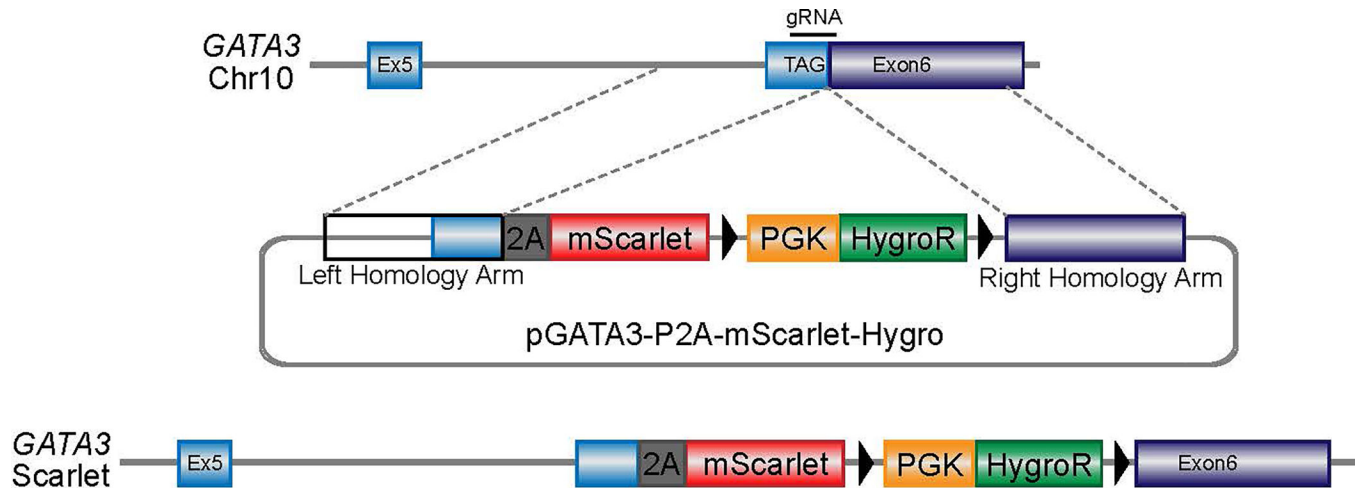 gRNA
GATA3
Chr10
Ex5
TAG
Exon6
2A
mScarlet
PGK
HygroR
Left Homology Arm
Right Homology Arm
pGATA3-P2A-mScarlet-Hygro
GATA3
Scarlet
Ex5
2A
mScarlet
PGK
HygroR
Exon6